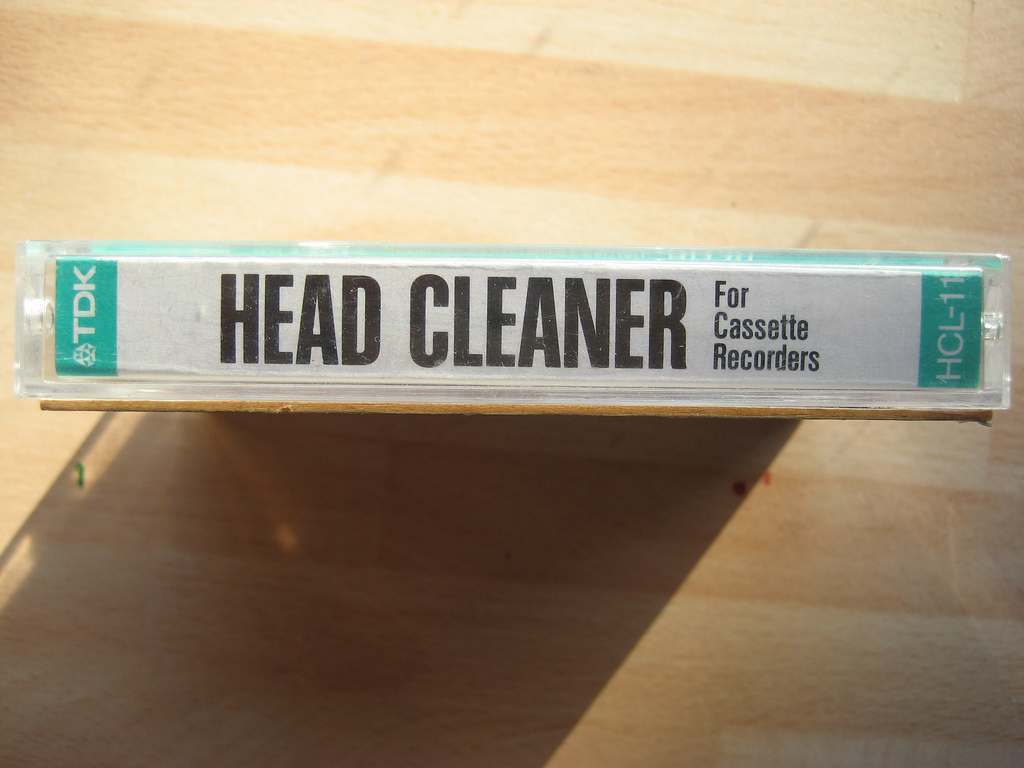 TDK
HEAD CLEANER
For
Cassette
Recorders
HCL-11